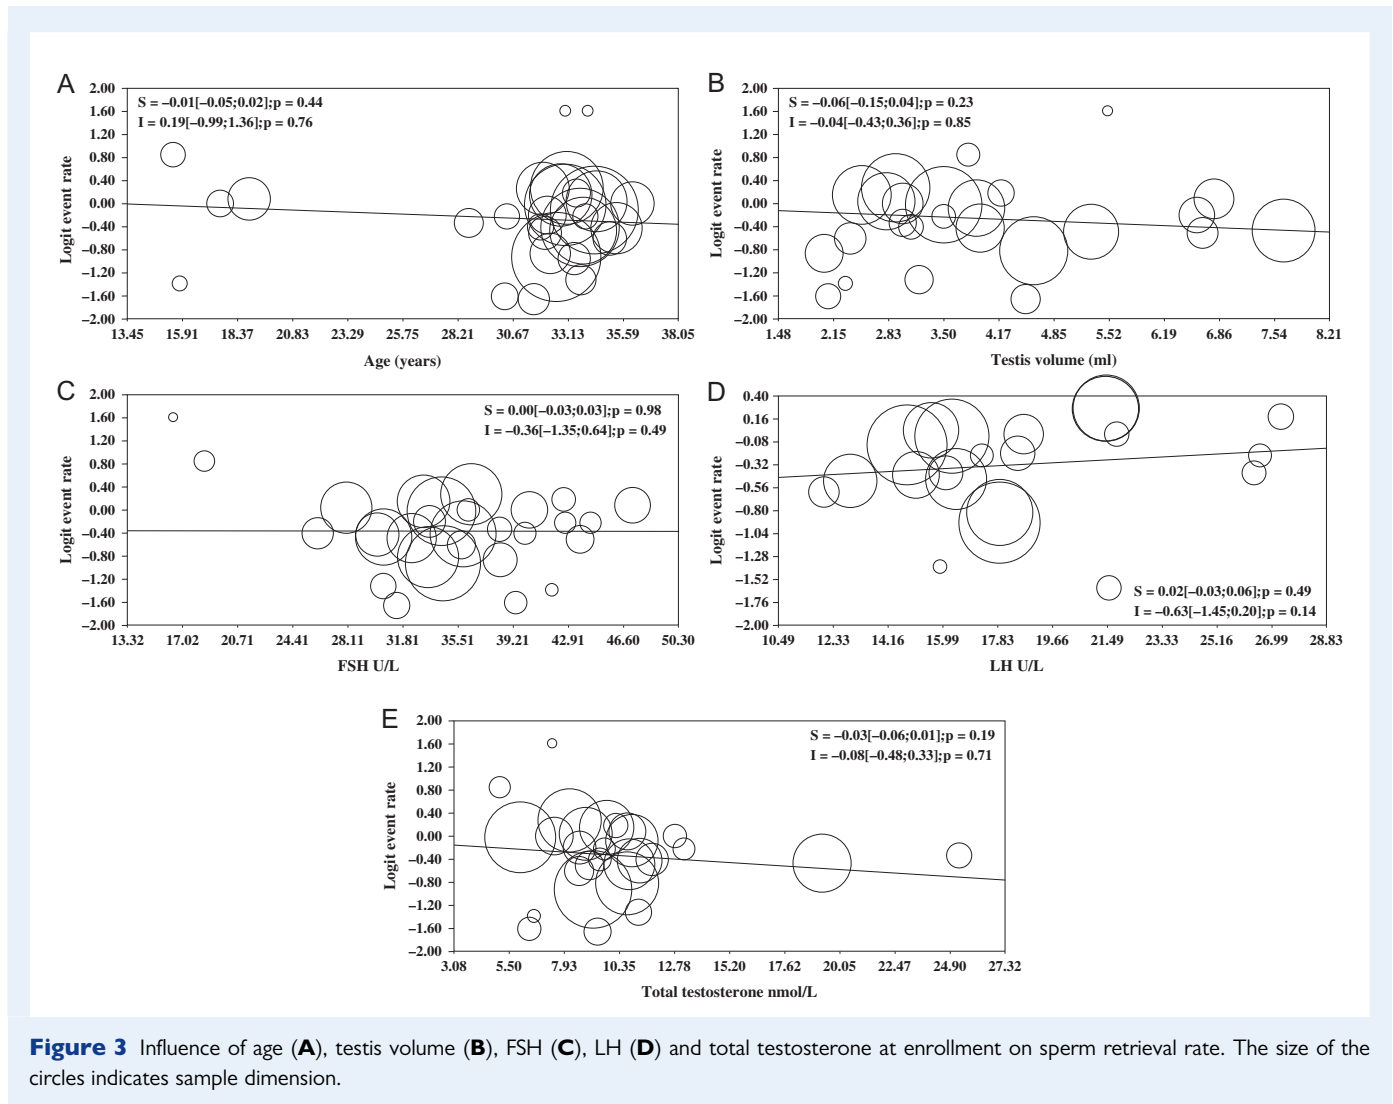 A
2.00
1.60
1.20
0.80
0.40
0.00
−0.40
−0.80
−1.20
−1.60
−2.00
Logit event rate
S = −0.01[−0.05;0.02];p = 0.44
I = 0.19[−0.99;1.36];p = 0.76
13.45 15.91 18.37 20.83 23.29 25.75 28.21 30.67 33.13 35.59 38.05
Age (years)
B
2.00
1.60
1.20
0.80
0.40
0.00
−0.40
−0.80
−1.20
−1.60
−2.00
Logit event rate
S = −0.06[−0.15;0.04];p = 0.23
I = −0.04[−0.43;0.36];p = 0.85
1.48 2.15 2.83 3.50 4.17 4.85 5.52 6.19 6.86 7.54 8.21
Testis volume (ml)
C
2.00
1.60
1.20
0.80
0.40
0.00
−0.40
−0.80
−1.20
−1.60
−2.00
Logit event rate
S = 0.00[−0.03;0.03];p = 0.98
I = −0.36[−1.35;0.64];p = 0.49
13.32 17.02 20.71 24.41 28.11 31.81 35.51 39.21 42.91 46.60 50.30
FSH U/L
D
0.40
0.16
−0.08
−0.32
−0.56
−0.80
−1.04
−1.28
−1.52
−1.76
−2.00
Logit event rate
S = 0.02[−0.03;0.06];p = 0.49
I = −0.63[−1.45;0.20];p = 0.14
10.49 12.33 14.16 15.99 17.83 19.66 21.49 23.33 25.16 26.99 28.83
LH U/L
E
2.00
1.60
1.20
0.80
0.40
0.00
−0.40
−0.80
−1.20
−1.60
−2.00
Logit event rate
S = −0.03[−0.06;0.01];p = 0.19
I = −0.08[−0.48;0.33];p = 0.71
3.08 5.50 7.93 10.35 12.78 15.20 17.62 20.05 22.47 24.90 27.32
Total testosterone nmol/L
Figure 3 Influence of age (A), testis volume (B), FSH (C), LH (D) and total testosterone at enrollment on sperm retrieval rate. The size of the
circles indicates sample dimension.